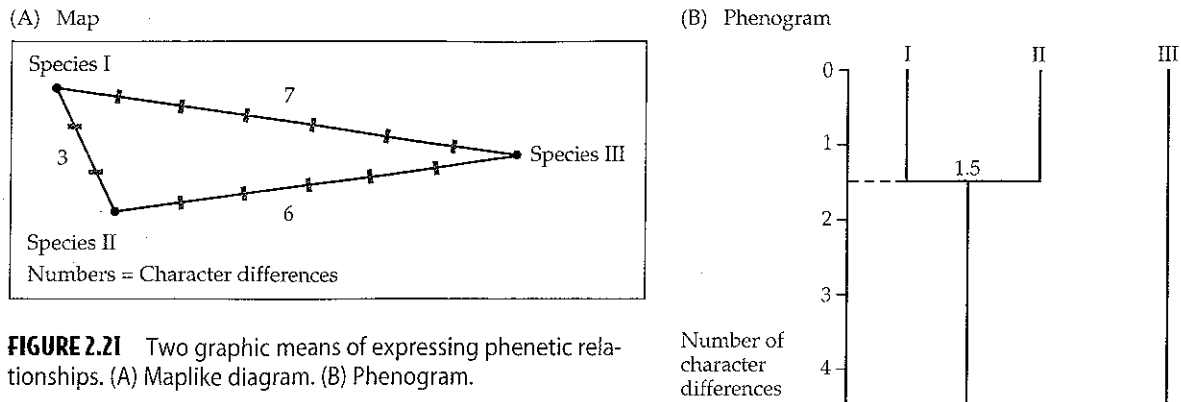 (A) Map
Species I
7
3
Species III
6
Species II
Numbers = Character differences
FIGURE 2.21 Two graphic means of expressing phenetic rela-
tionships. (A) Maplike diagram. (B) Phenogram.
(B) Phenogram
I II III
0
1
1.5
2
3
Number of
character
differences
4